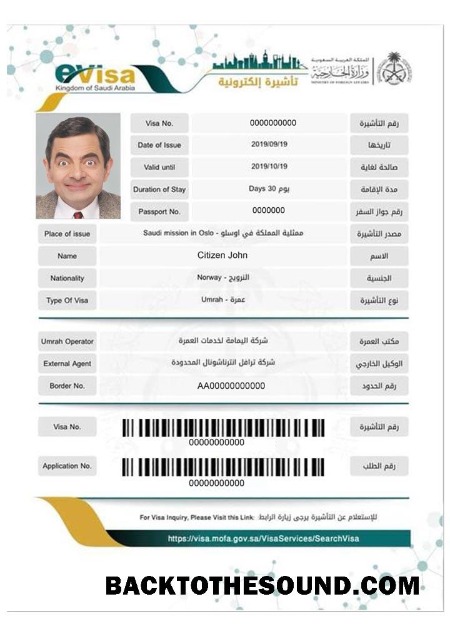 eVisa
Kingdom of Saudi Arabia
تأشيرة إلكترونية
المملكة العربية السعودية
وزارة الخارجية
MINISTRY OF FOREIGN AFFAIRS
Visa No. 0000000000 رقم التأشيرة
Date of Issue 2019/09/19 تاريخها
Valid until 2019/10/19 صالحة لغاية
Duration of Stay Days 30 يوم مدة الإقامة
Passport No. 0000000 رقم جواز السفر
Place of issue Saudi mission in Oslo - ممثلية المملكة في اوسلو مصدر التأشيرة
Name Citizen John الاسم
Nationality Norway - النرويج الجنسية
Type Of Visa Umrah - عمرة نوع التأشيرة
Umrah Operator شركة اليمامة لخدمات العمرة مكتب العمرة
External Agent شركة ترافل انترناشونال المحدودة الوكيل الخارجي
Border No. AA00000000000 رقم الحدود
Visa No. رقم التأشيرة
00000000000
Application No. رقم الطلب
00000000000
For Visa Inquiry, Please Visit this Link: للإستعلام عن التأشيرة يرجى زيارة الرابط:
https://visa.mofa.gov.sa/VisaServices/SearchVisa
BACKTOTHESOUND.COM